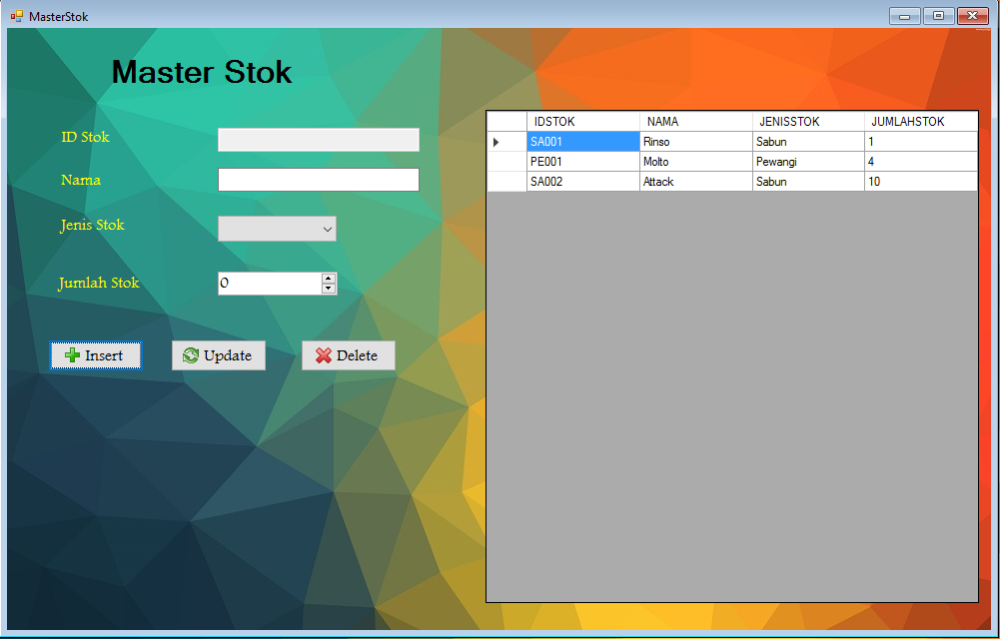 MasterStok
Master Stok
ID Stok
Nama
Jenis Stok
Jumlah Stok
0
Insert Update Delete
IDSTOK NAMA JENISSTOK JUMLAHSTOK
SA001 Rinso Sabun 1
PE001 Molto Pewangi 4
SA002 Attack Sabun 10